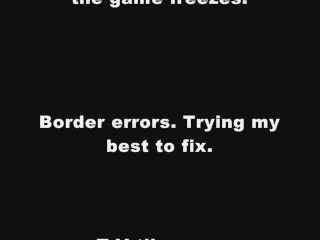 the game freezes.
Border errors. Trying my
best to fix.